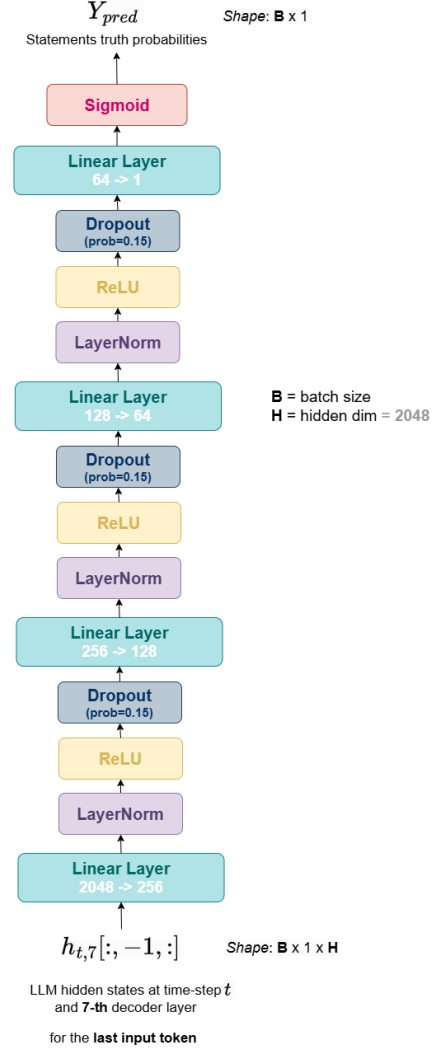 Y_pred
Shape: B x 1
Statements truth probabilities
Sigmoid
Linear Layer
64 -> 1
Dropout
(prob=0.15)
ReLU
LayerNorm
Linear Layer
128 -> 64
B = batch size
H = hidden dim = 2048
Dropout
(prob=0.15)
ReLU
LayerNorm
Linear Layer
256 -> 128
Dropout
(prob=0.15)
ReLU
LayerNorm
Linear Layer
2048 -> 256
h_{t,7}[:, -1, :]
Shape: B x 1 x H
LLM hidden states at time-step t
and 7-th decoder layer
for the last input token